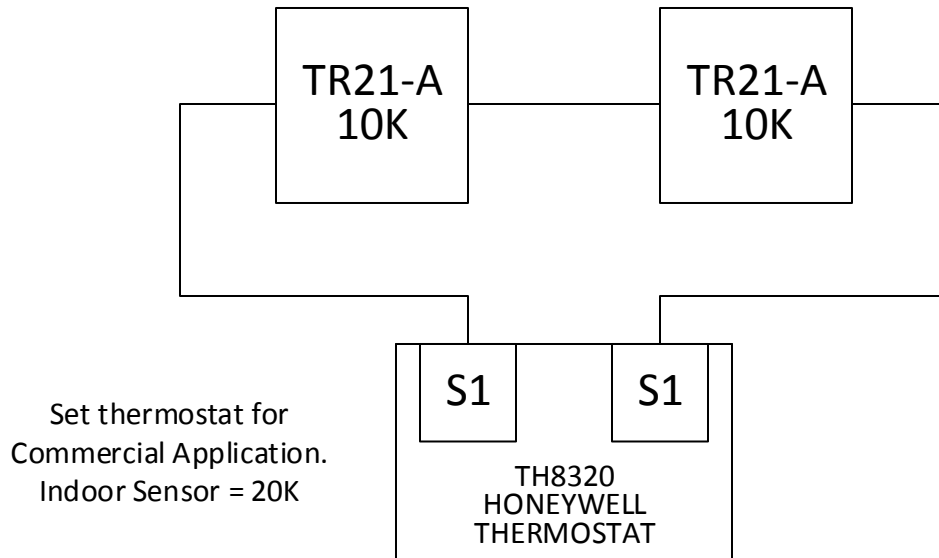 TR21-A
10K
TR21-A
10K
S1
S1
Set thermostat for
Commercial Application.
Indoor Sensor = 20K
TH8320
HONEYWELL
THERMOSTAT